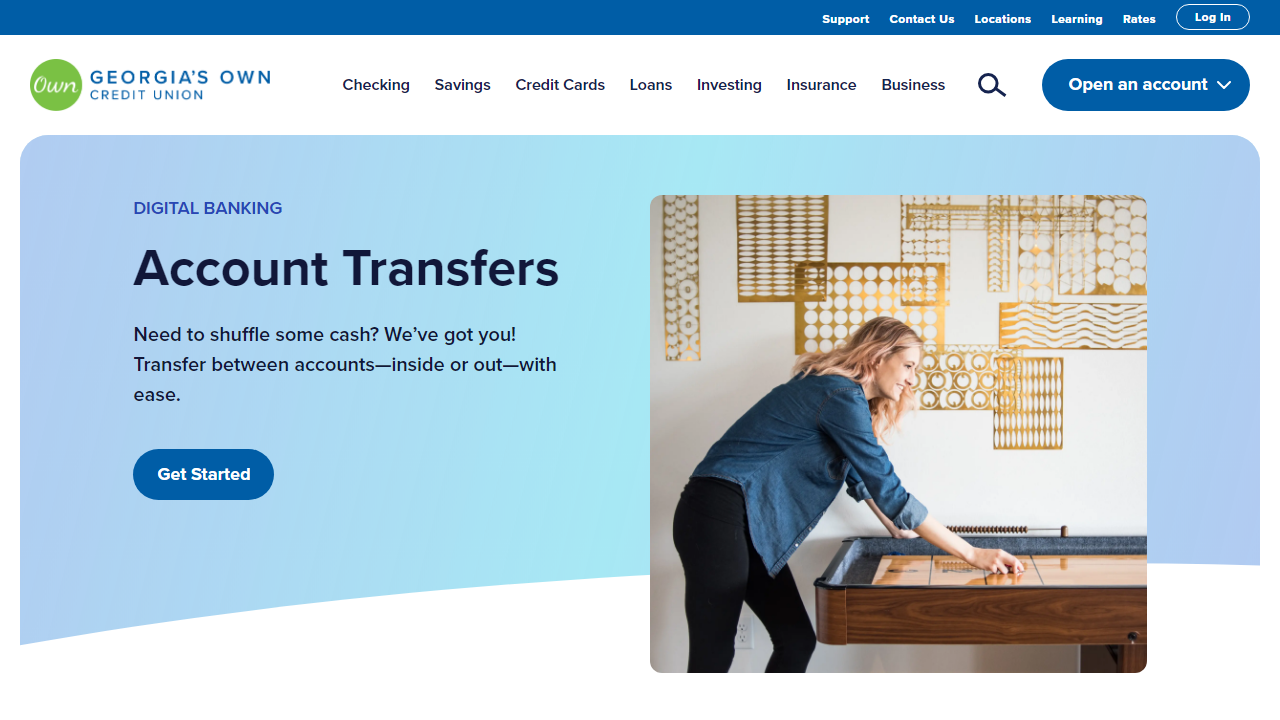 Support Contact Us Locations Learning Rates Log In
Own GEORGIA'S OWN
CREDIT UNION
Checking Savings Credit Cards Loans Investing Insurance Business Open an account
DIGITAL BANKING
Account Transfers
Need to shuffle some cash? We’ve got you!
Transfer between accounts—inside or out—with
ease.
Get Started